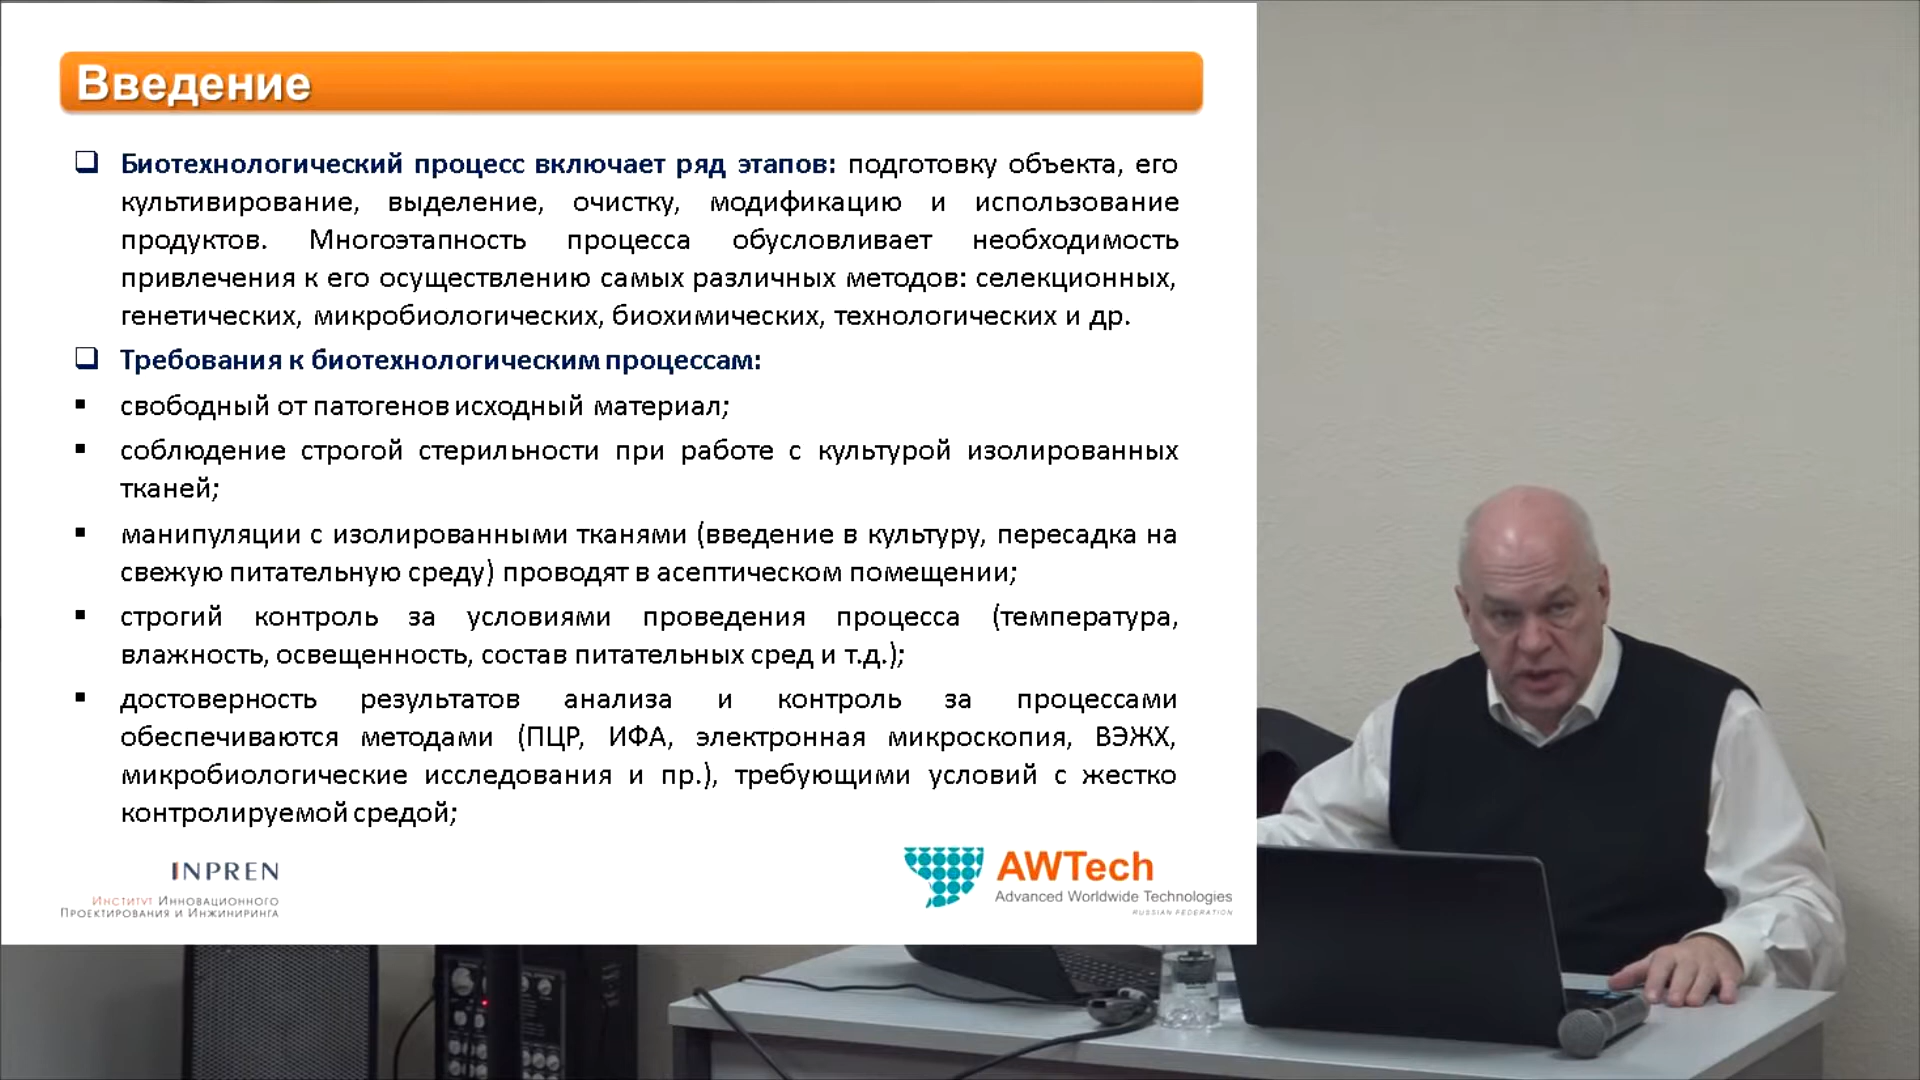 Введение
❑ Биотехнологический процесс включает ряд этапов: подготовку объекта, его
культивирование, выделение, очистку, модификацию и использование
продуктов. Многоэтапность процесса обусловливает необходимость
привлечения к его осуществлению самых различных методов: селекционных,
генетических, микробиологических, биохимических, технологических и др.
❑ Требования к биотехнологическим процессам:
▪ свободный от патогенов исходный материал;
▪ соблюдение строгой стерильности при работе с культурой изолированных
тканей;
▪ манипуляции с изолированными тканями (введение в культуру, пересадка на
свежую питательную среду) проводят в асептическом помещении;
▪ строгий контроль за условиями проведения процесса (температура,
влажность, освещенность, состав питательных сред и т.д.);
▪ достоверность результатов анализа и контроль за процессами
обеспечиваются методами (ПЦР, ИФА, электронная микроскопия, ВЭЖХ,
микробиологические исследования и пр.), требующими условий с жестко
контролируемой средой;
INPREN
Институт Инновационного
Проектирования и Инжиниринга
AWTech
Advanced Worldwide Technologies
RUSSIAN FEDERATION